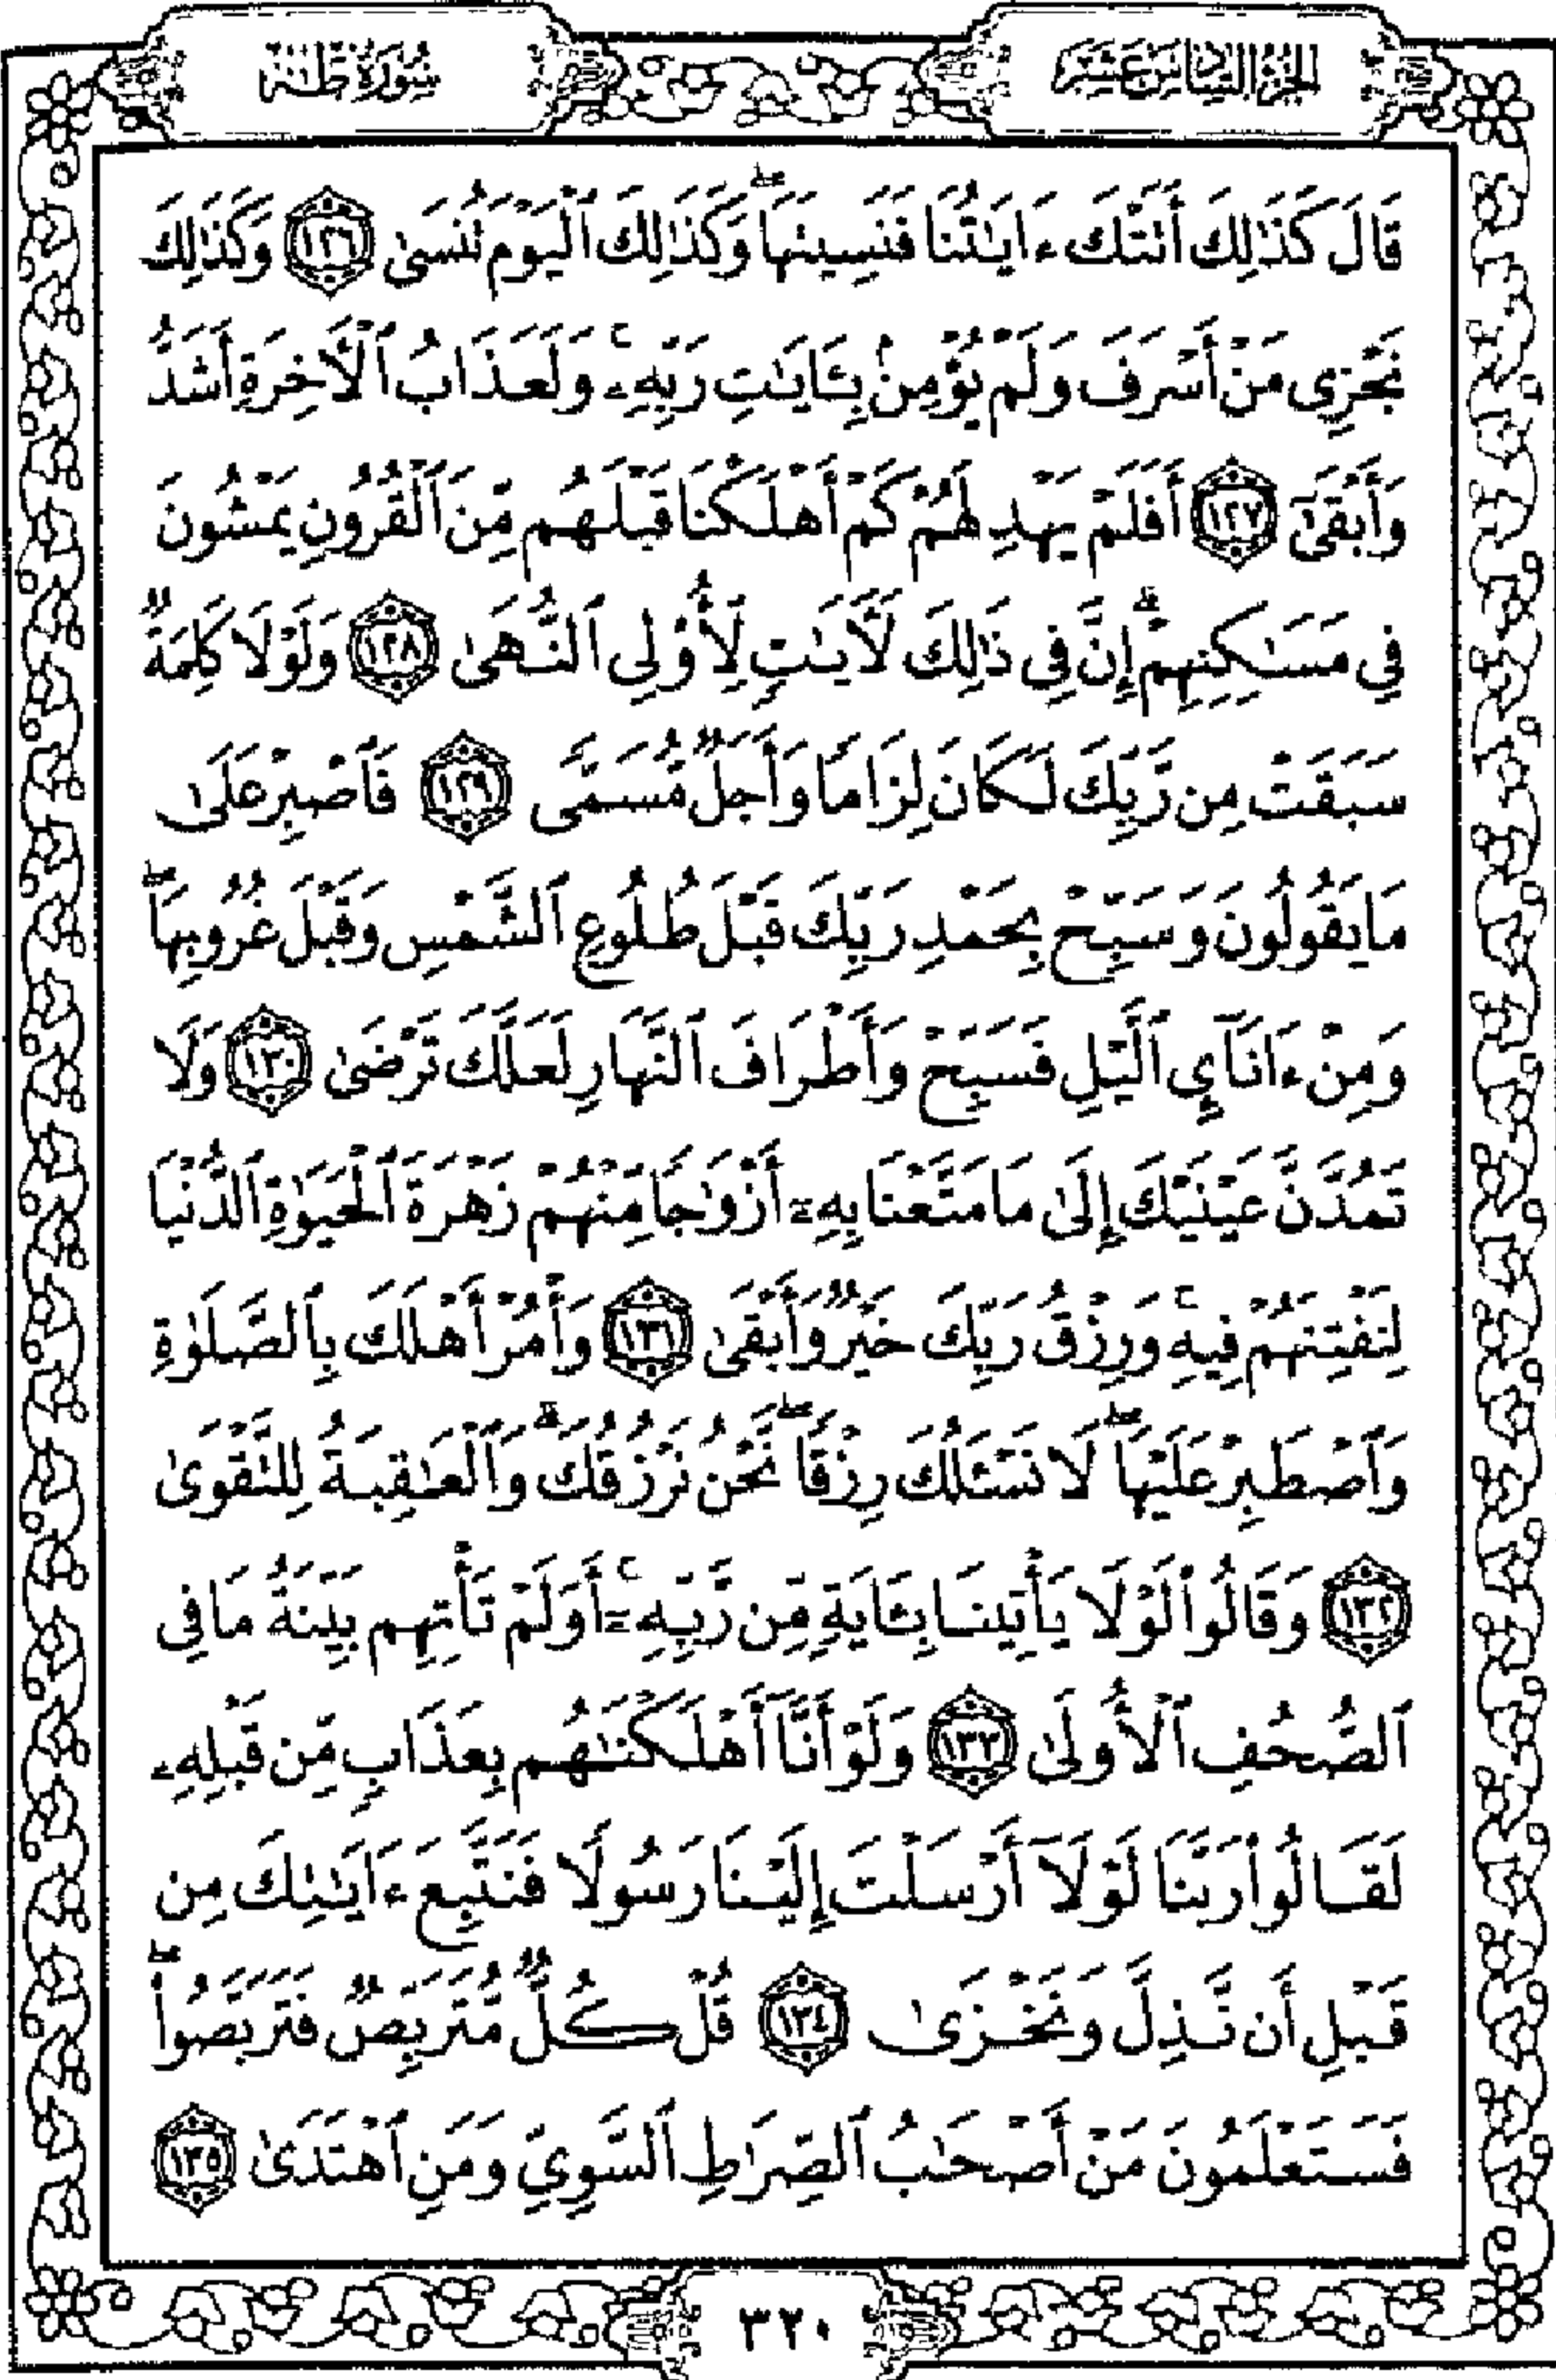 الجزء السادس عشر
سورة طه
قَالَ كَذَٰلِكَ أَتَتْكَ ءَايَـٰتُنَا فَنَسِيتَهَا ۖ وَكَذَٰلِكَ ٱلْيَوْمَ تُنسَىٰ ١٢٦ وَكَذَٰلِكَ
نَجْزِى مَنْ أَسْرَفَ وَلَمْ يُؤْمِنۢ بِـَٔايَـٰتِ رَبِّهِۦ ۚ وَلَعَذَابُ ٱلْـَٔاخِرَةِ أَشَدُّ
وَأَبْقَىٰٓ ١٢٧ أَفَلَمْ يَهْدِ لَهُمْ كَمْ أَهْلَكْنَا قَبْلَهُم مِّنَ ٱلْقُرُونِ يَمْشُونَ
فِى مَسَـٰكِنِهِمْ ۗ إِنَّ فِى ذَٰلِكَ لَـَٔايَـٰتٍ لِّأُو۟لِى ٱلنُّهَىٰ ١٢٨ وَلَوْلَا كَلِمَةٌ
سَبَقَتْ مِن رَّبِّكَ لَكَانَ لِزَامًا وَأَجَلٌ مُّسَمًّى ١٢٩ فَٱصْبِرْ عَلَىٰ
مَا يَقُولُونَ وَسَبِّحْ بِحَمْدِ رَبِّكَ قَبْلَ طُلُوعِ ٱلشَّمْسِ وَقَبْلَ غُرُوبِهَا ۖ
وَمِنْ ءَانَآئِ ٱلَّيْلِ فَسَبِّحْ وَأَطْرَافَ ٱلنَّهَارِ لَعَلَّكَ تَرْضَىٰ ١٣٠ وَلَا
تَمُدَّنَّ عَيْنَيْكَ إِلَىٰ مَا مَتَّعْنَا بِهِۦٓ أَزْوَٰجًا مِّنْهُمْ زَهْرَةَ ٱلْحَيَوٰةِ ٱلدُّنْيَا
لِنَفْتِنَهُمْ فِيهِ ۚ وَرِزْقُ رَبِّكَ خَيْرٌ وَأَبْقَىٰ ١٣١ وَأْمُرْ أَهْلَكَ بِٱلصَّلَوٰةِ
وَٱصْطَبِرْ عَلَيْهَا ۖ لَا نَسْـَٔلُكَ رِزْقًا ۖ نَّحْنُ نَرْزُقُكَ ۗ وَٱلْعَـٰقِبَةُ لِلتَّقْوَىٰ
١٣٢ وَقَالُوا۟ لَوْلَا يَأْتِينَا بِـَٔايَةٍ مِّن رَّبِّهِۦٓ ۚ أَوَلَمْ تَأْتِهِم بَيِّنَةُ مَا فِى
ٱلصُّحُفِ ٱلْأُولَىٰ ١٣٣ وَلَوْ أَنَّآ أَهْلَكْنَـٰهُم بِعَذَابٍ مِّن قَبْلِهِۦ
لَقَالُوا۟ رَبَّنَا لَوْلَآ أَرْسَلْتَ إِلَيْنَا رَسُولًا فَنَتَّبِعَ ءَايَـٰتِكَ مِن
قَبْلِ أَن نَّذِلَّ وَنَخْزَىٰ ١٣٤ قُلْ كُلٌّ مُّتَرَبِّصٌ فَتَرَبَّصُوا۟ ۖ
فَسَتَعْلَمُونَ مَنْ أَصْحَـٰبُ ٱلصِّرَٰطِ ٱلسَّوِىِّ وَمَنِ ٱهْتَدَىٰ ١٣٥
٣٢٠